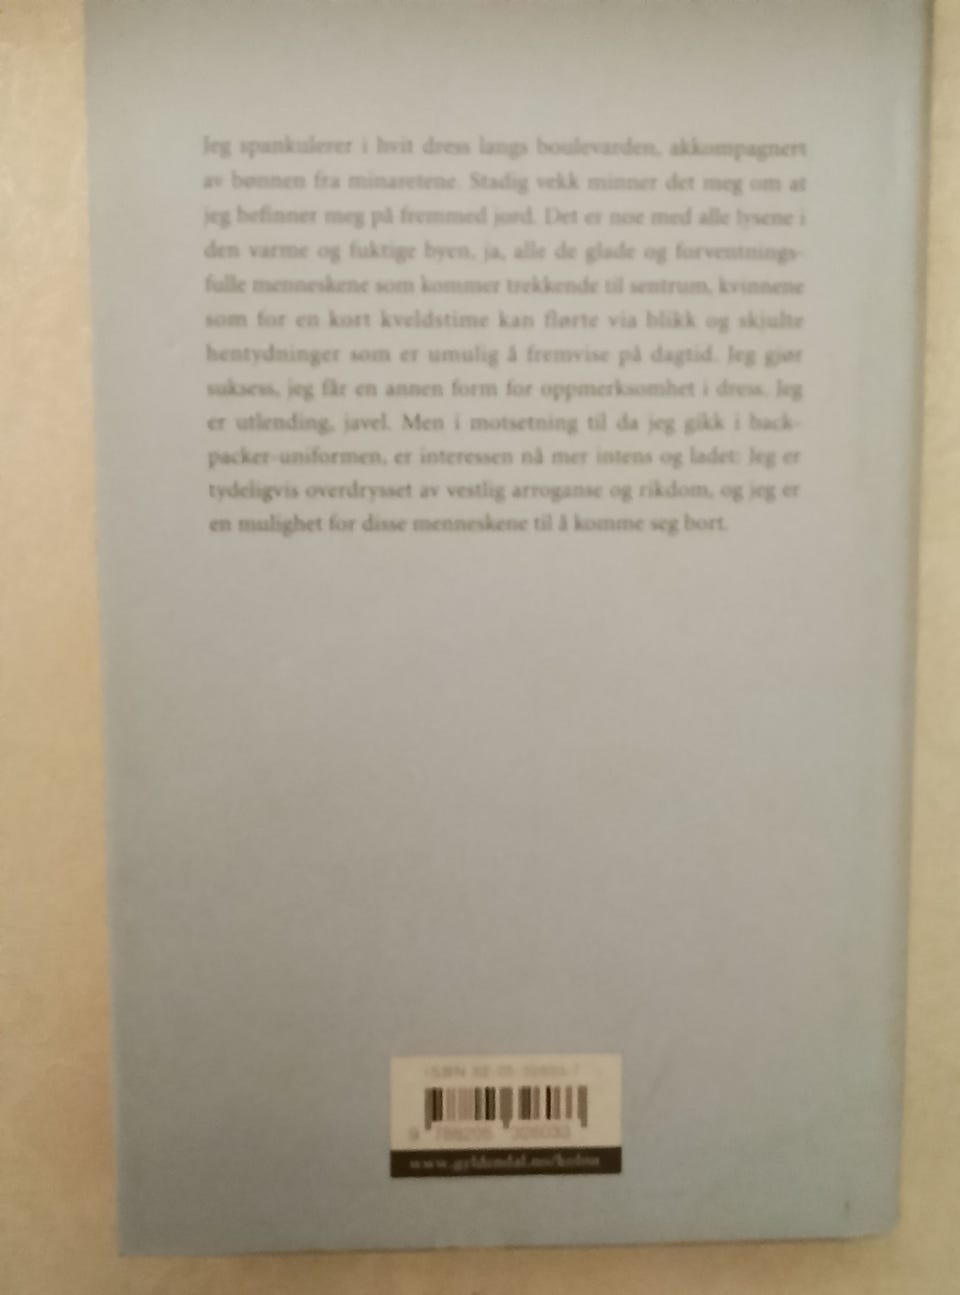 Jeg spankulerer i hvit dress langs boulevarden, akkompagnert
av bønnen fra minaretene. Stadig vekk minner det meg om at
jeg befinner meg på fremmed jord. Det er noe med alle lysene i
den varme og fuktige byen, ja, alle de glade og forventnings-
fulle menneskene som kommer trekkende til sentrum, kvinnene
som for en kort kveldstime kan flørte via blikk og skjulte
hentydninger som er umulig å fremvise på dagtid. Jeg gjør
suksess, jeg får en annen form for oppmerksomhet i dress. Jeg
er utlending, javel. Men i motsetning til da jeg gikk i back-
packer-uniformen, er interessen nå mer intens og ladet: Jeg er
tydeligvis overdrysset av vestlig arroganse og rikdom, og jeg er
en mulighet for disse menneskene til å komme seg bort.
ISBN